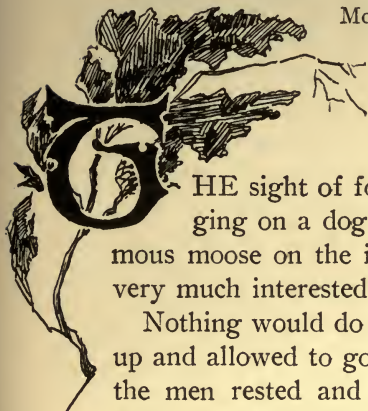 Mo
THE sight of fo
ging on a dog
mous moose on the i
very much interested
Nothing would do
up and allowed to go
the men rested and